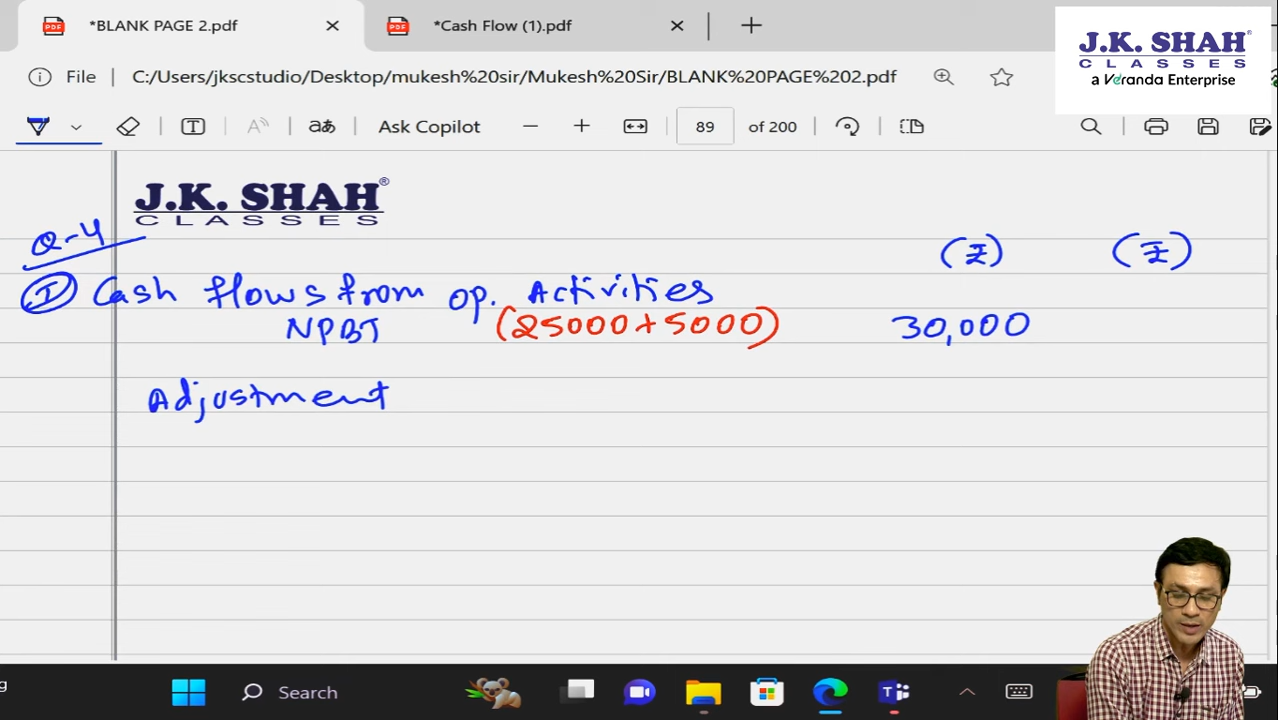 *BLANK PAGE 2.pdf
*Cash Flow (1).pdf
J.K. SHAH®
CLASSES
a Veranda Enterprise
File C:/Users/jkscstudio/Desktop/mukesh%20sir/Mukesh%20Sir/BLANK%20PAGE%202.pdf
aあ Ask Copilot 89 of 200
J.K. SHAH®
CLASSES
Q-4
(₹) (₹)
I Cash flows from op. Activities
NPBT (25000+5000) 30,000
Adjustment
g Search